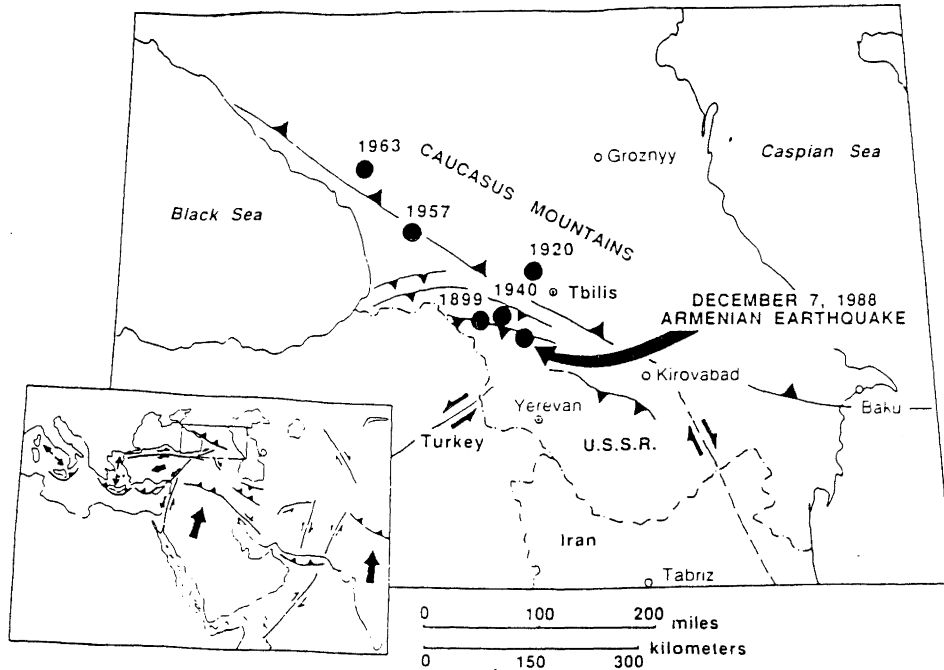 1963
CAUCASUS MOUNTAINS
Groznyy
Caspian Sea
Black Sea
1957
1920
1899
1940
Tbilis
DECEMBER 7, 1988
ARMENIAN EARTHQUAKE
Kirovabad
Yerevan
Baku
Turkey
U.S.S.R.
Iran
Tabriz
0 100 200 miles
kilometers
0 150 300